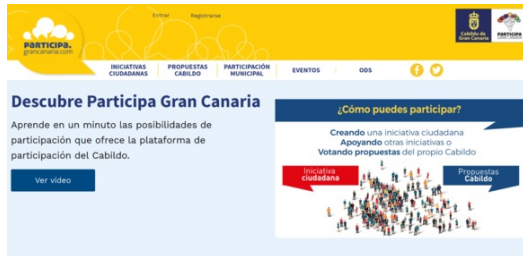 Entrar Registrarse
PARTICIPA.
grancanaria.com
Cabildo de
Gran Canaria
PARTICIPA
INICIATIVAS
CIUDADANAS
PROPUESTAS
CABILDO
PARTICIPACIÓN
MUNICIPAL
EVENTOS
ODS
Descubre Participa Gran Canaria
Aprende en un minuto las posibilidades de
participación que ofrece la plataforma de
participación del Cabildo.
Ver vídeo
¿Cómo puedes participar?
Creando una iniciativa ciudadana
Apoyando otras iniciativas o
Votando propuestas del propio Cabildo
Iniciativa
ciudadana
Propuestas
Cabildo